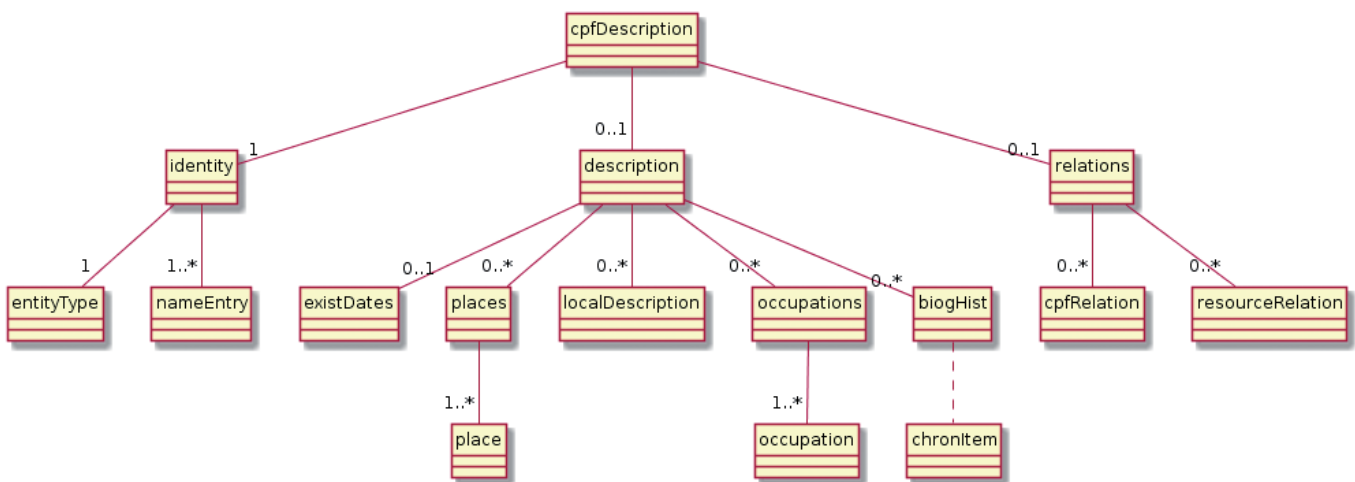 cpfDescription
1
0..1
0..1
identity
description
relations
1
1..*
0..1
0..*
0..*
0..*
0..*
0..*
0..*
entityType
nameEntry
existDates
places
localDescription
occupations
biogHist
cpfRelation
resourceRelation
1..*
1..*
place
occupation
chronItem